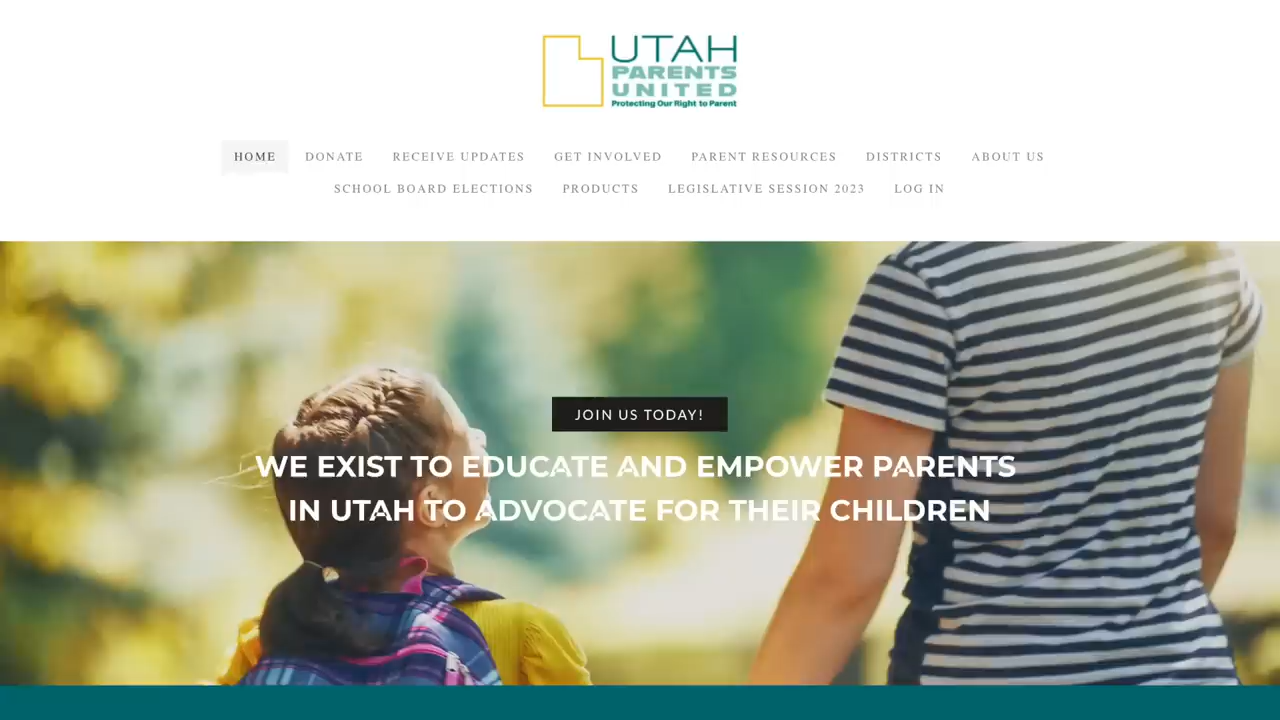 UTAH
PARENTS
UNITED
Protecting Our Right to Parent
HOME DONATE RECEIVE UPDATES GET INVOLVED PARENT RESOURCES DISTRICTS ABOUT US
SCHOOL BOARD ELECTIONS PRODUCTS LEGISLATIVE SESSION 2023 LOG IN
JOIN US TODAY!
WE EXIST TO EDUCATE AND EMPOWER PARENTS
IN UTAH TO ADVOCATE FOR THEIR CHILDREN